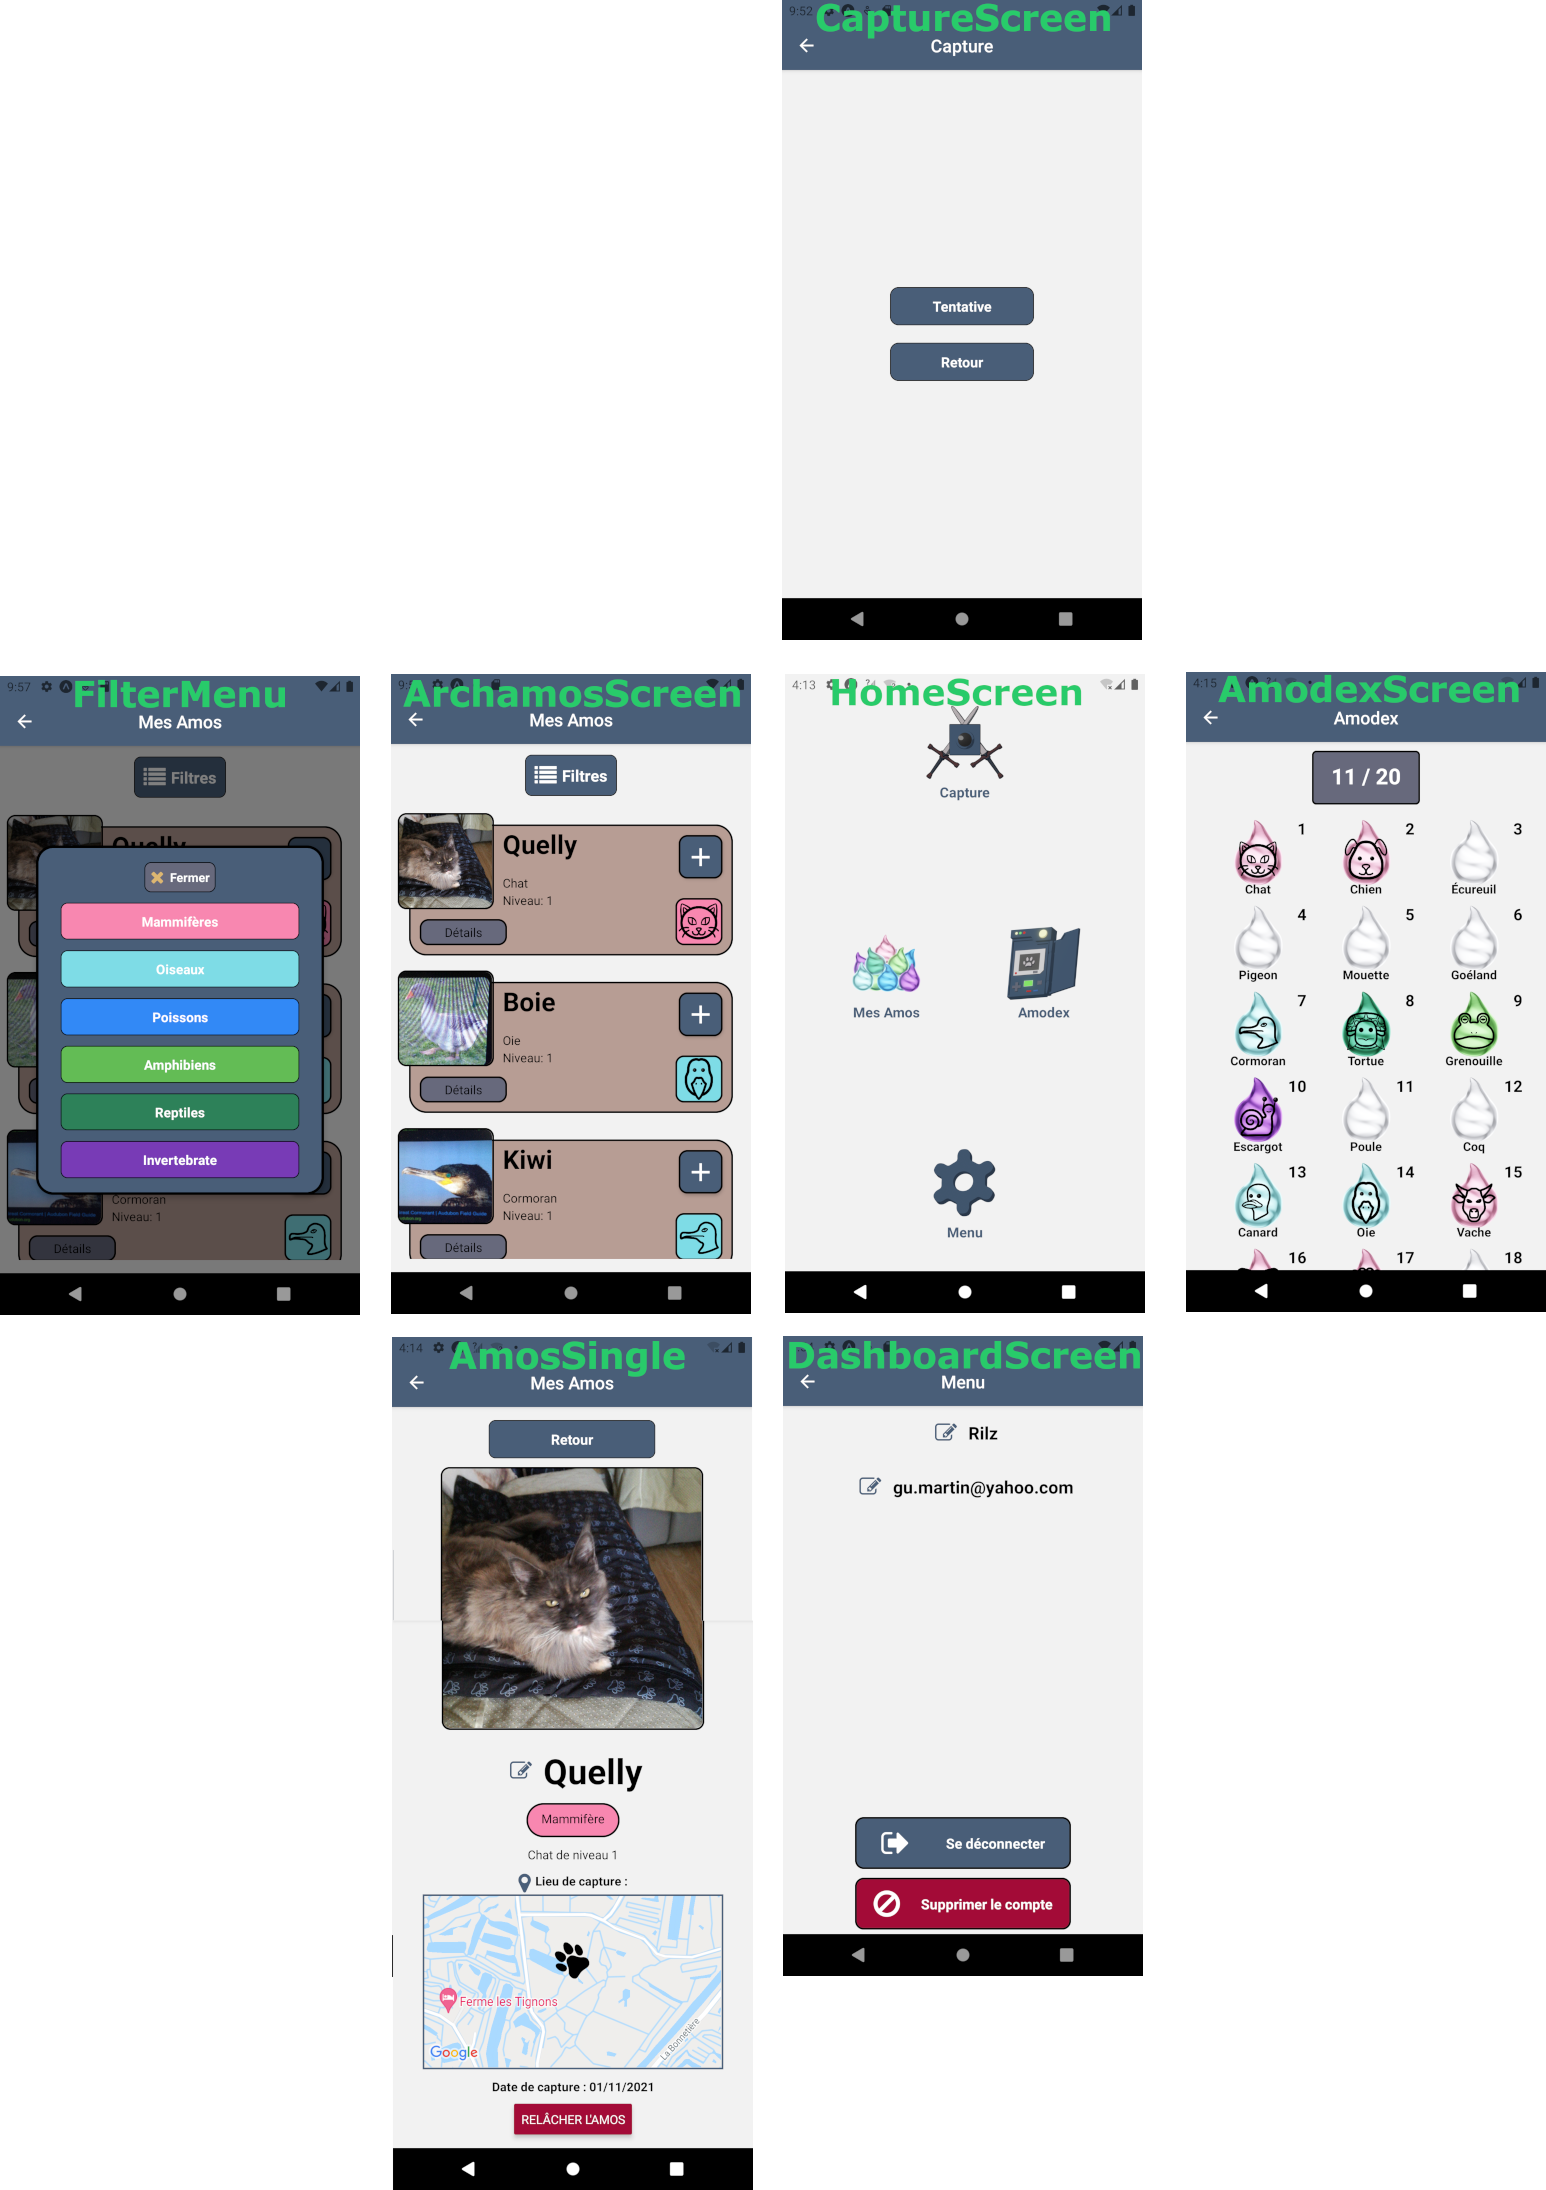 9:52
CaptureScreen
Capture
Tentative
Retour
9:57
FilterMenu
Mes Amos
Filtres
Quelly
Fermer
Mammifères
Oiseaux
Poissons
Amphibiens
Reptiles
Invertebrate
Cormoran
Niveau: 1
Détails
ArchamosScreen
Mes Amos
Filtres
Quelly
Chat
Niveau: 1
Détails
Boie
Oie
Niveau: 1
Détails
Kiwi
Cormoran
Niveau: 1
Détails
4:13
HomeScreen
Capture
Mes Amos
Amodex
Menu
4:15
AmodexScreen
Amodex
11 / 20
1 2 3
Chat Chien Écureuil
4 5 6
Pigeon Mouette Goéland
7 8 9
Cormoran Tortue Grenouille
10 11 12
Escargot Poule Coq
13 14 15
Canard Oie Vache
16 17 18
4:14
AmosSingle
Mes Amos
Retour
Quelly
Mammifère
Chat de niveau 1
Lieu de capture :
Ferme les Tignons
La Bonnetière
Google
Date de capture : 01/11/2021
RELÂCHER L'AMOS
DashboardScreen
Menu
Rilz
gu.martin@yahoo.com
Se déconnecter
Supprimer le compte